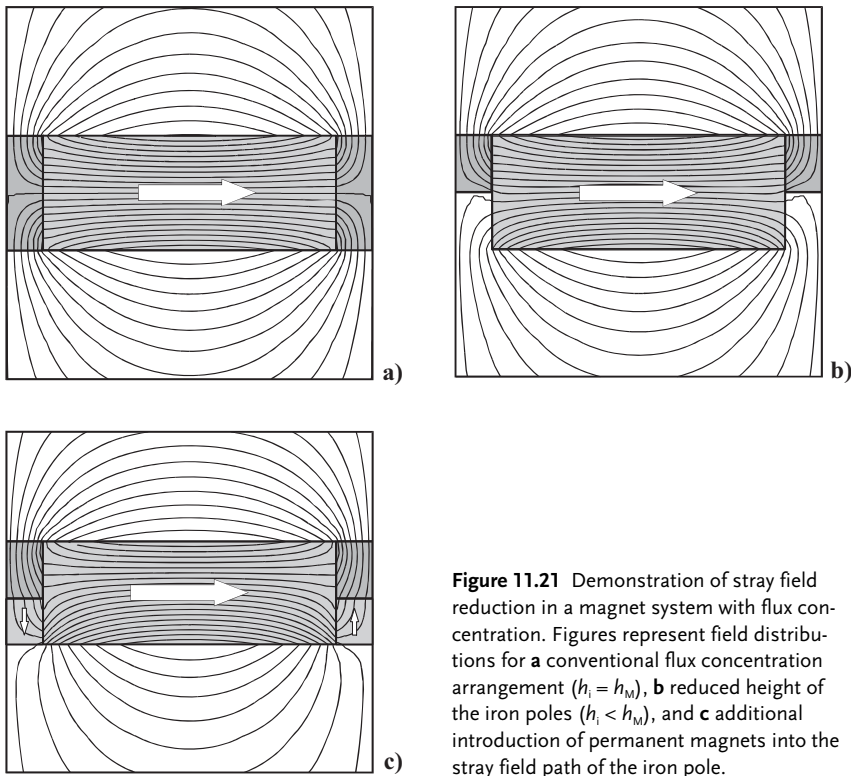 a)
b)
c)
Figure 11.21 Demonstration of stray field
reduction in a magnet system with flux con-
centration. Figures represent field distribu-
tions for a conventional flux concentration
arrangement (hᵢ = h_M), b reduced height of
the iron poles (hᵢ < h_M), and c additional
introduction of permanent magnets into the
stray field path of the iron pole.